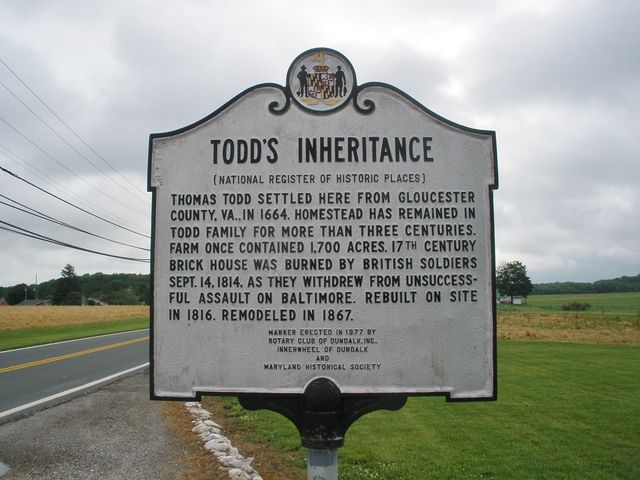 TODD'S INHERITANCE
(NATIONAL REGISTER OF HISTORIC PLACES)
THOMAS TODD SETTLED HERE FROM GLOUCESTER
COUNTY, VA., IN 1664. HOMESTEAD HAS REMAINED IN
TODD FAMILY FOR MORE THAN THREE CENTURIES.
FARM ONCE CONTAINED 1,700 ACRES. 17TH CENTURY
BRICK HOUSE WAS BURNED BY BRITISH SOLDIERS
SEPT. 14, 1814, AS THEY WITHDREW FROM UNSUCCESS-
FUL ASSAULT ON BALTIMORE. REBUILT ON SITE
IN 1816. REMODELED IN 1867.
MARKER ERECTED IN 1977 BY
ROTARY CLUB OF DUNDALK, INC.,
INNERWHEEL OF DUNDALK
AND
MARYLAND HISTORICAL SOCIETY